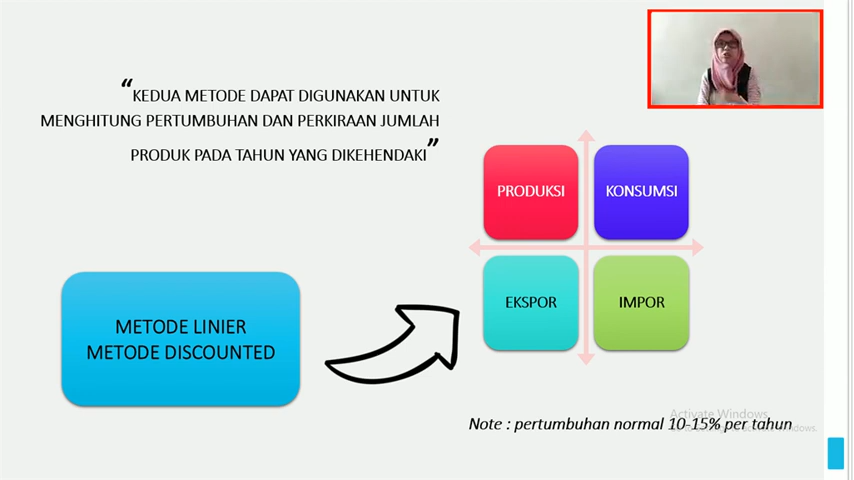 “KEDUA METODE DAPAT DIGUNAKAN UNTUK
MENGHITUNG PERTUMBUHAN DAN PERKIRAAN JUMLAH
PRODUK PADA TAHUN YANG DIKEHENDAKI”
PRODUKSI
KONSUMSI
EKSPOR
IMPOR
METODE LINIER
METODE DISCOUNTED
Note : pertumbuhan normal 10-15% per tahun
Activate Windows